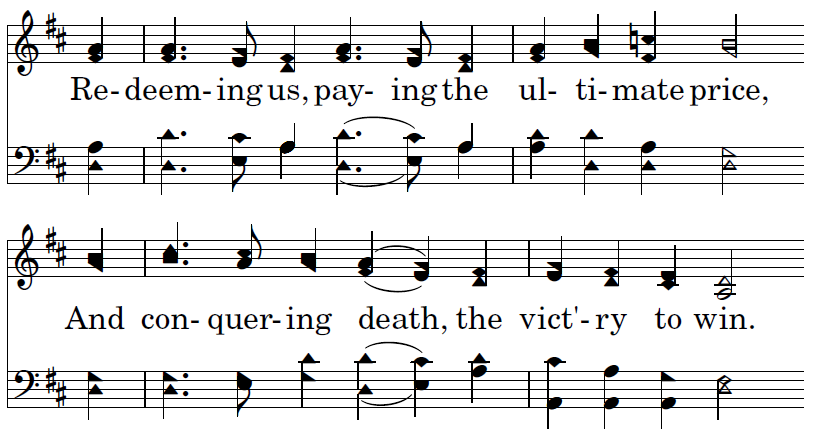 Re- deem- ing us, pay- ing the ul- ti- mate price,
And con- quer- ing death, the vict'- ry to win.